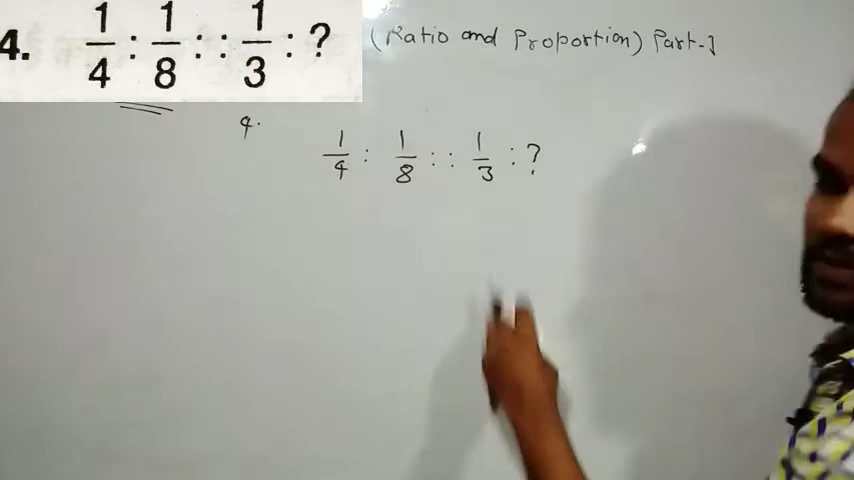 4. 1/4 : 1/8 : : 1/3 : ?
(Ratio and Proportion) Part-1
4.
1/4 : 1/8 : : 1/3 : ?